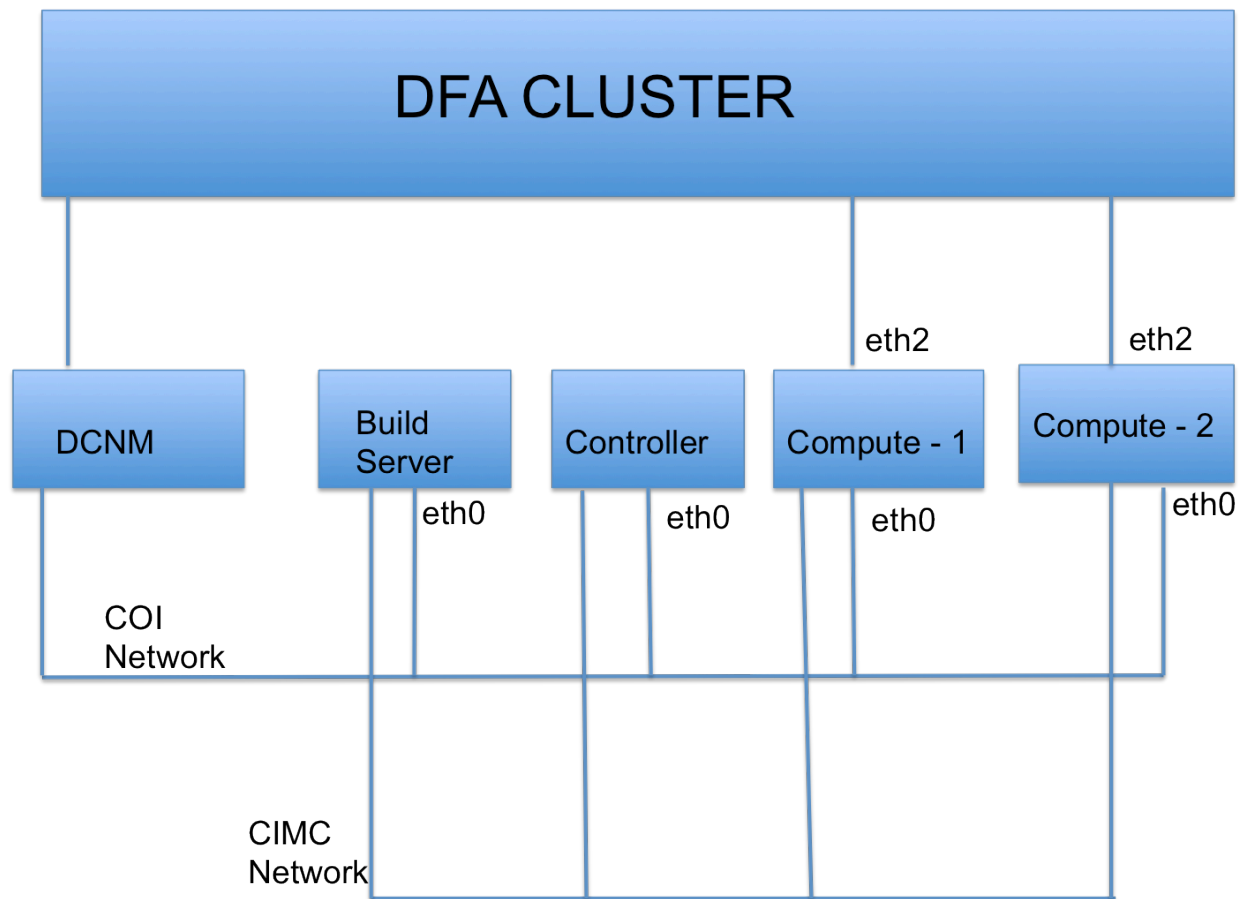 DFA CLUSTER
eth2
eth2
DCNM
Build
Server
Controller
Compute - 1
Compute - 2
eth0
eth0
eth0
eth0
COI
Network
CIMC
Network